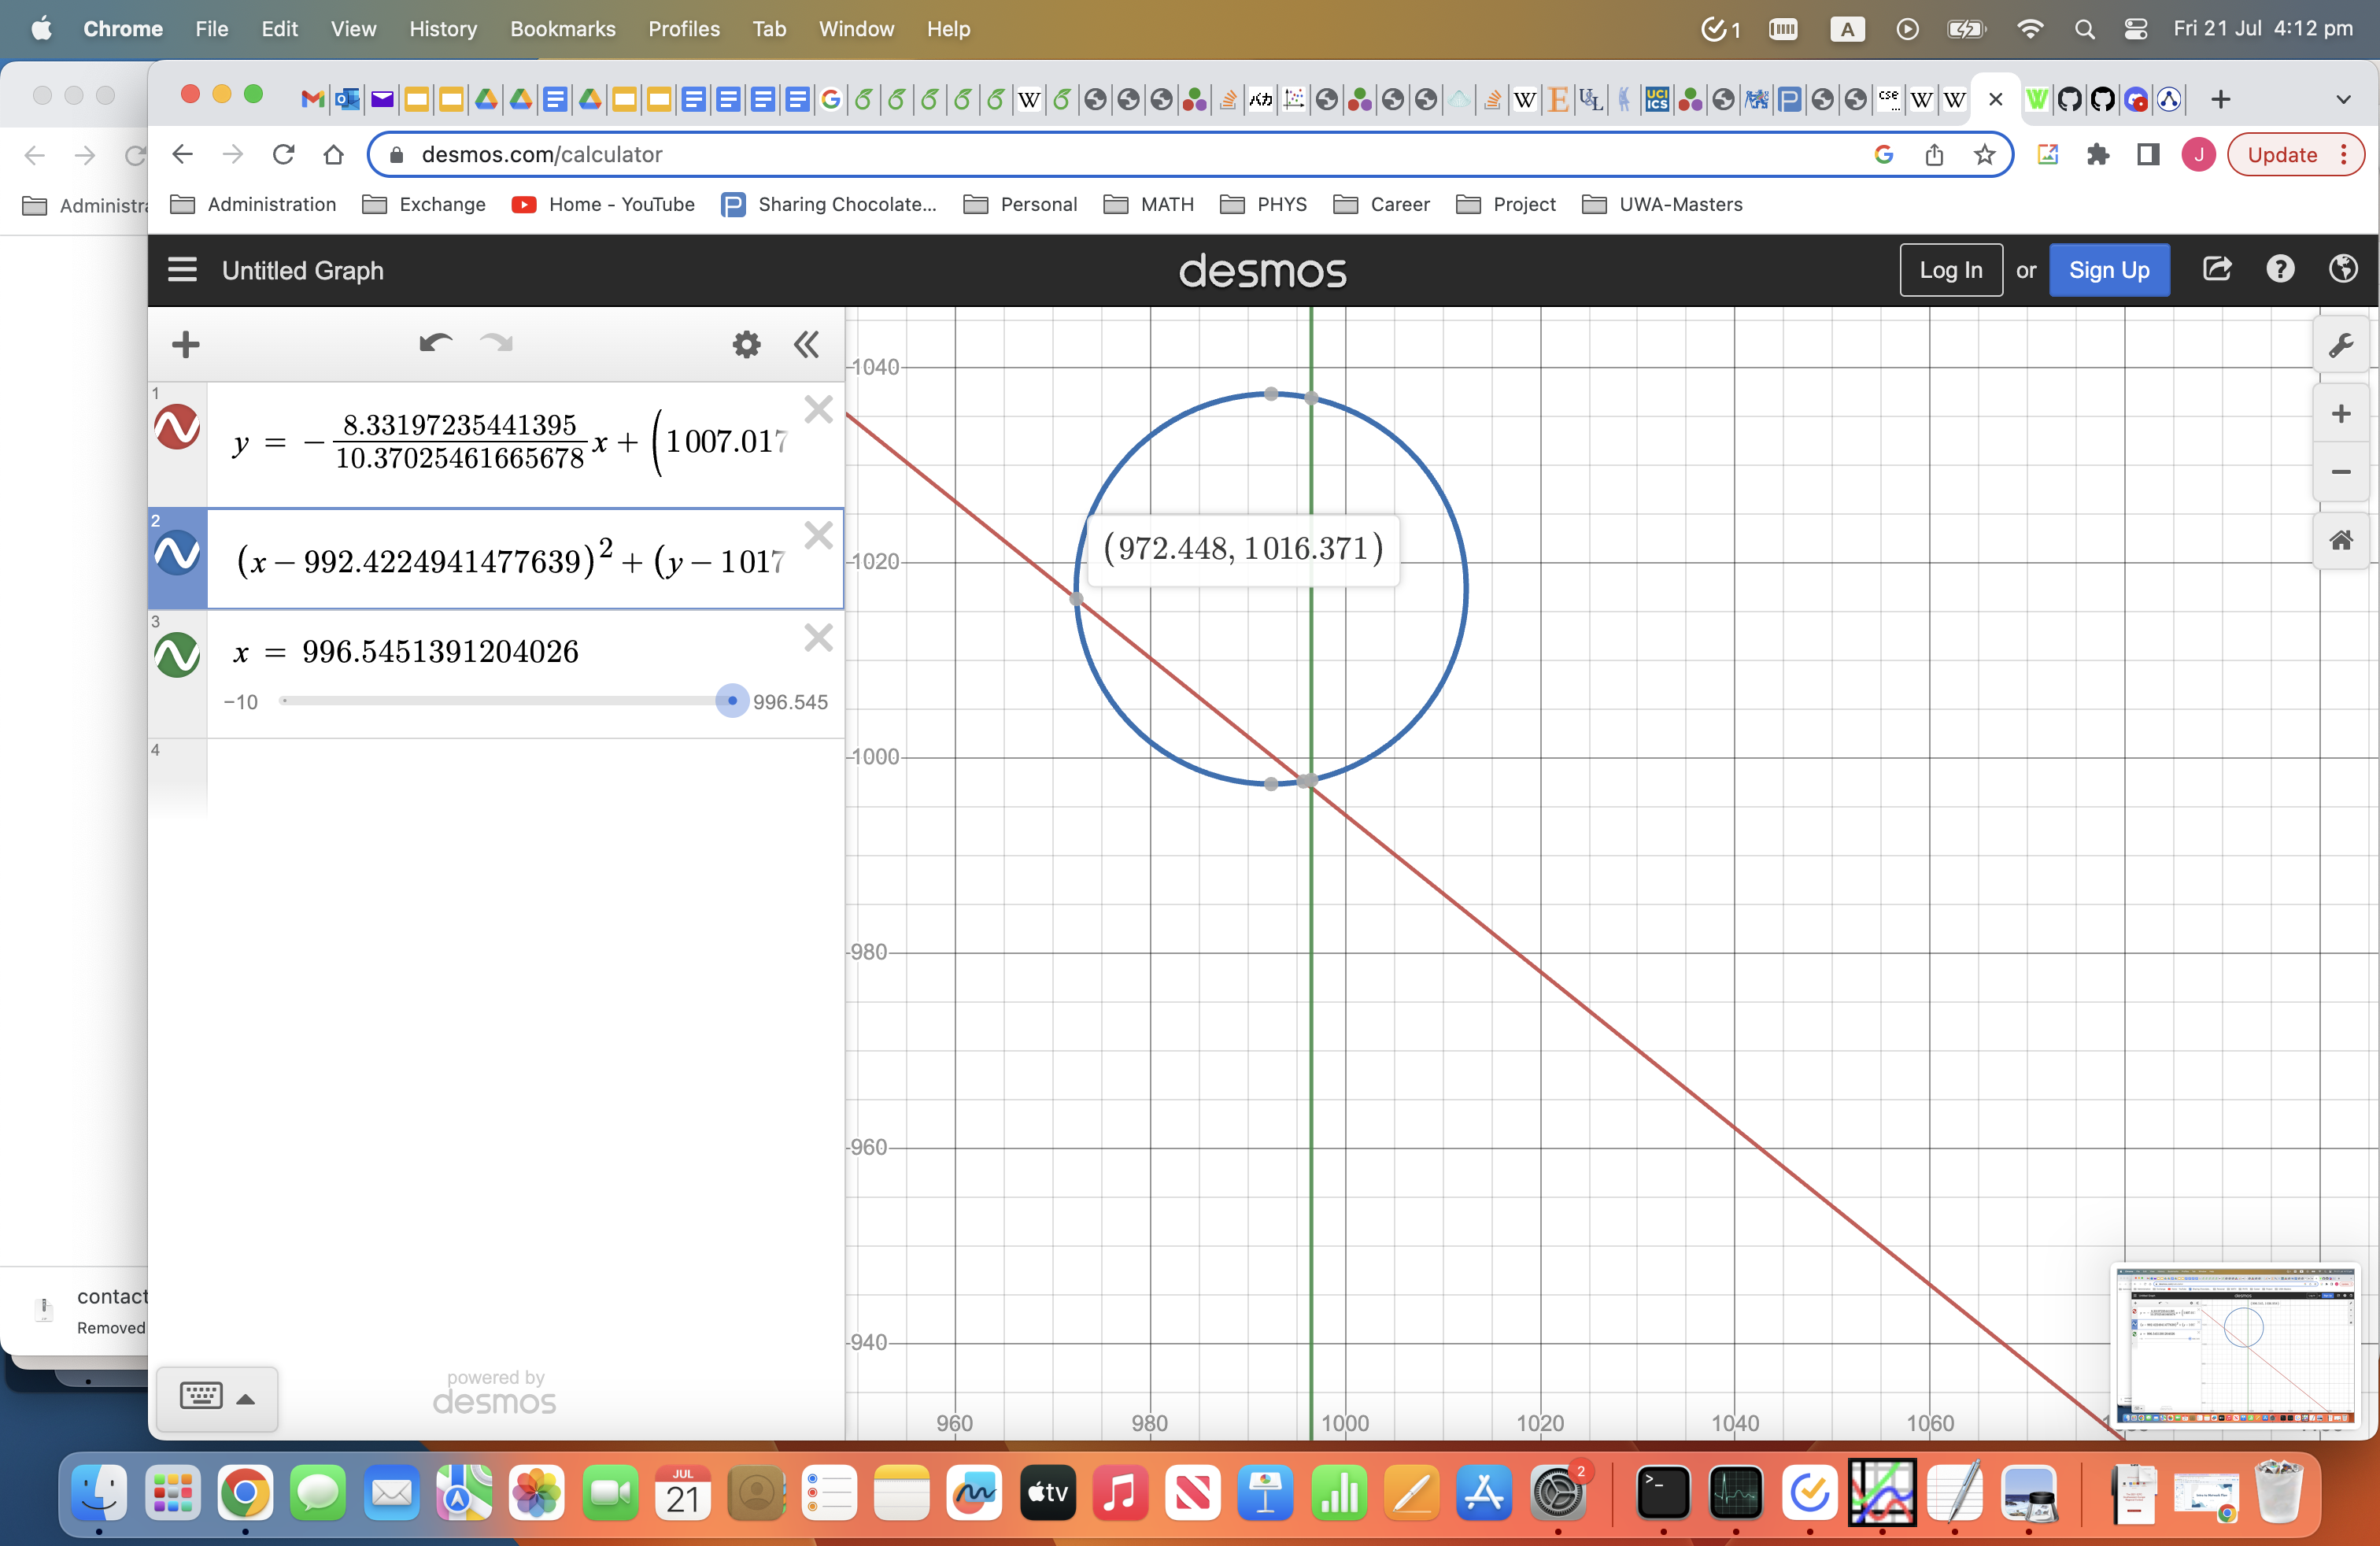 Chrome File Edit View History Bookmarks Profiles Tab Window Help 1 A Fri 21 Jul 4:12 pm
desmos.com/calculator J Update
Administra Administration Exchange Home - YouTube Sharing Chocolate... Personal MATH PHYS Career Project UWA-Masters
Untitled Graph desmos Log In or Sign Up
1
y = −8.33197235441395/10.37025461665678 x + (1007.017
2
(x − 992.4224941477639)² + (y − 1017
3
x = 996.5451391204026
−10 996.545
4
powered by
desmos
1040
1020
1000
980
960
940
(972.448, 1016.371)
960 980 1000 1020 1040 1060
contact
Removed
JUL
21
tv
2